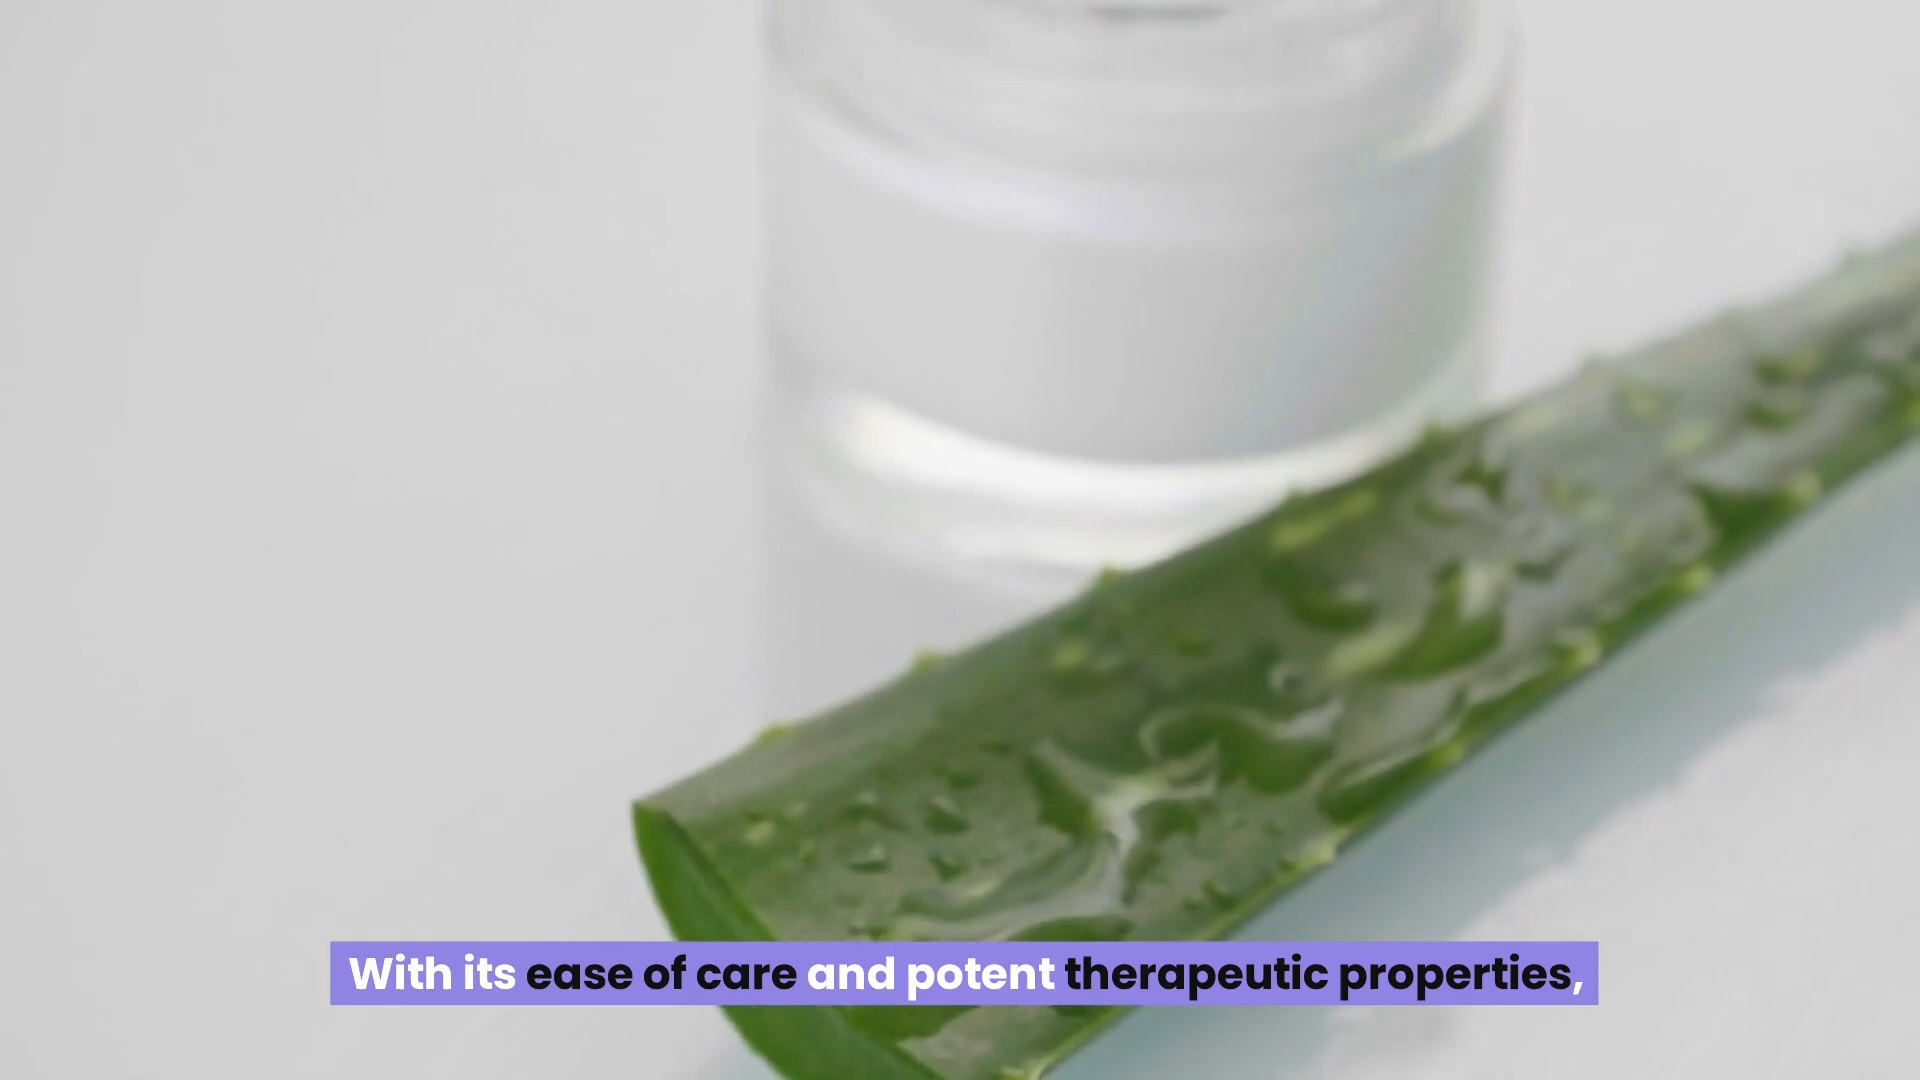 With its ease of care and potent therapeutic properties,